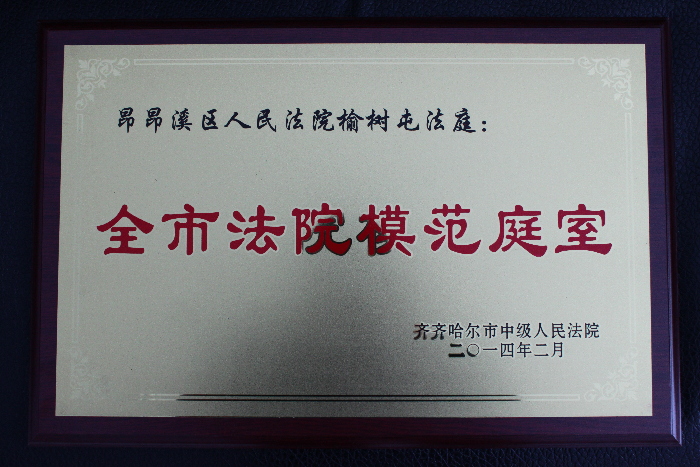 昂昂溪区人民法院榆树屯法庭：
全市法院模范庭室
齐齐哈尔市中级人民法院
二〇一四年二月